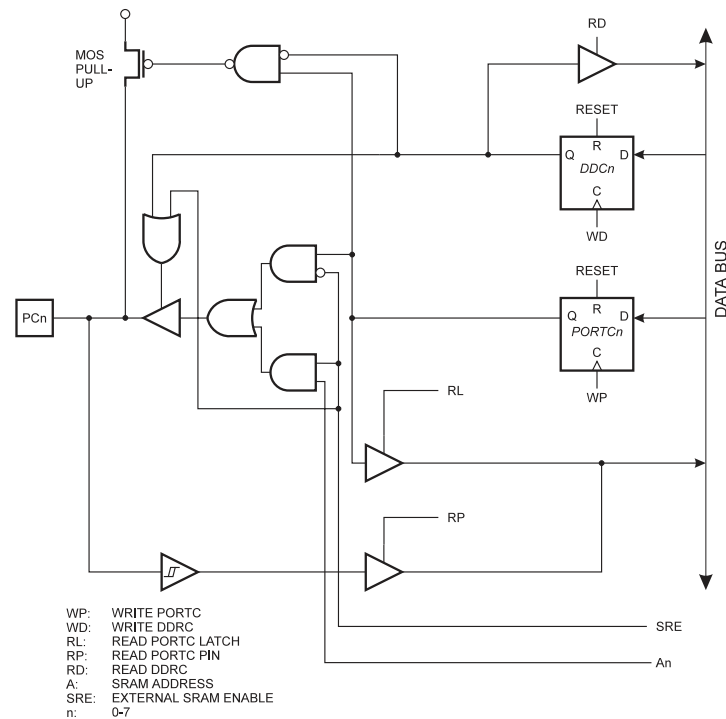 RD
MOS
PULL-
UP
RESET
R
Q
D
DDCn
C
WD
RESET
DATA BUS
PCn
Q
R
D
PORTCn
C
WP
RL
RP
WP: WRITE PORTC
WD: WRITE DDRC
RL: READ PORTC LATCH
RP: READ PORTC PIN
RD: READ DDRC
A: SRAM ADDRESS
SRE: EXTERNAL SRAM ENABLE
n: 0-7
SRE
An